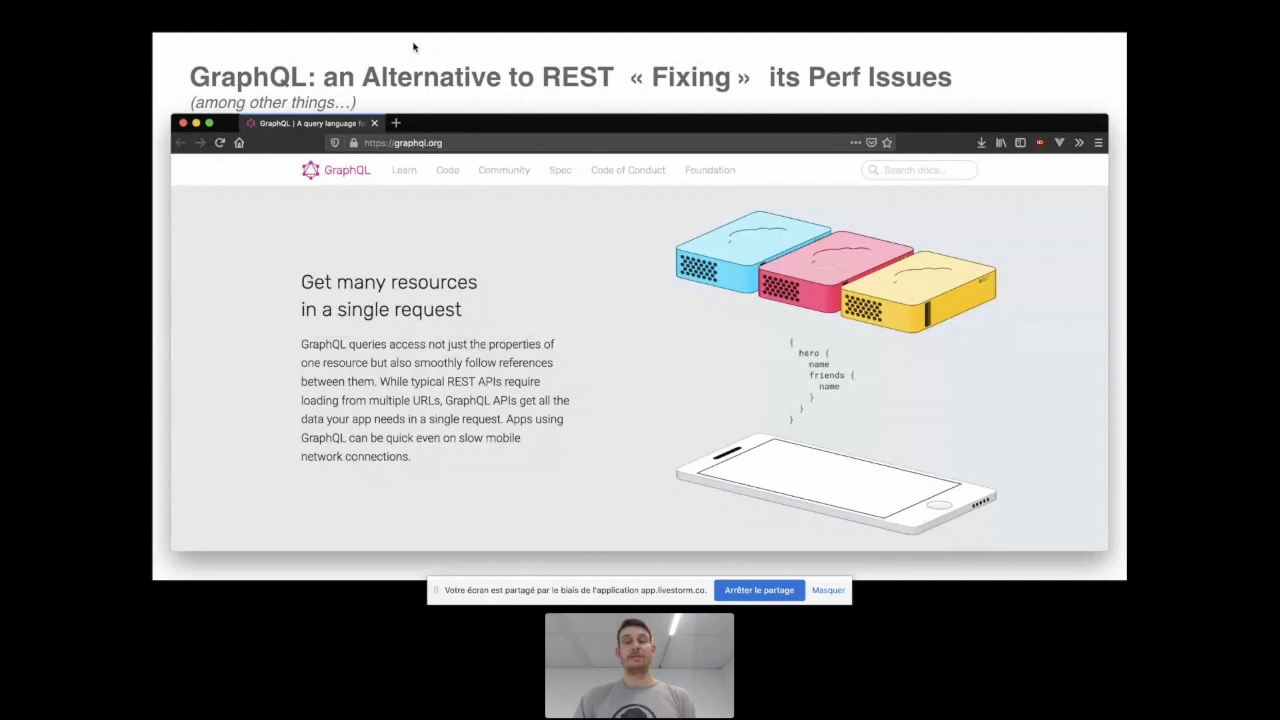 GraphQL: an Alternative to REST « Fixing » its Perf Issues
(among other things…)
GraphQL | A query language f
https://graphql.org
GraphQL Learn Code Community Spec Code of Conduct Foundation Search docs...
Get many resources
in a single request
GraphQL queries access not just the properties of
one resource but also smoothly follow references
between them. While typical REST APIs require
loading from multiple URLs, GraphQL APIs get all the
data your app needs in a single request. Apps using
GraphQL can be quick even on slow mobile
network connections.
{
hero {
name
friends {
name
}
}
}
Votre écran est partagé par le biais de l'application app.livestorm.co. Arrêter le partage Masquer